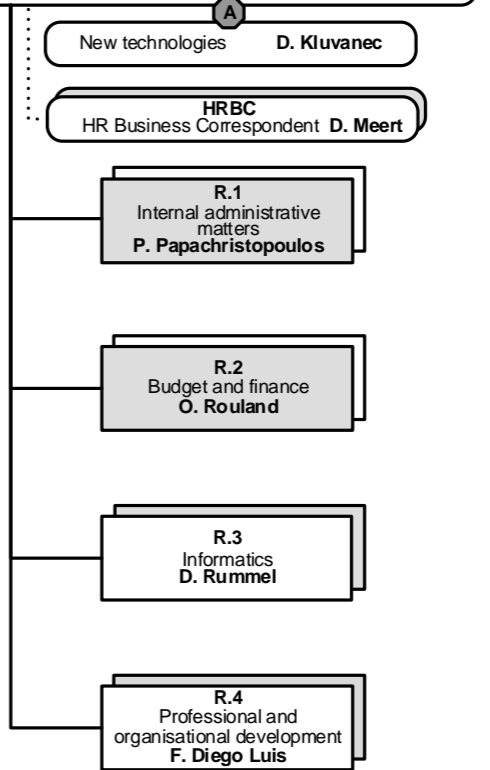 A
New technologies D. Kluvanec
HRBC
HR Business Correspondent D. Meert
R.1
Internal administrative
matters
P. Papachristopoulos
R.2
Budget and finance
O. Rouland
R.3
Informatics
D. Rummel
R.4
Professional and
organisational development
F. Diego Luis